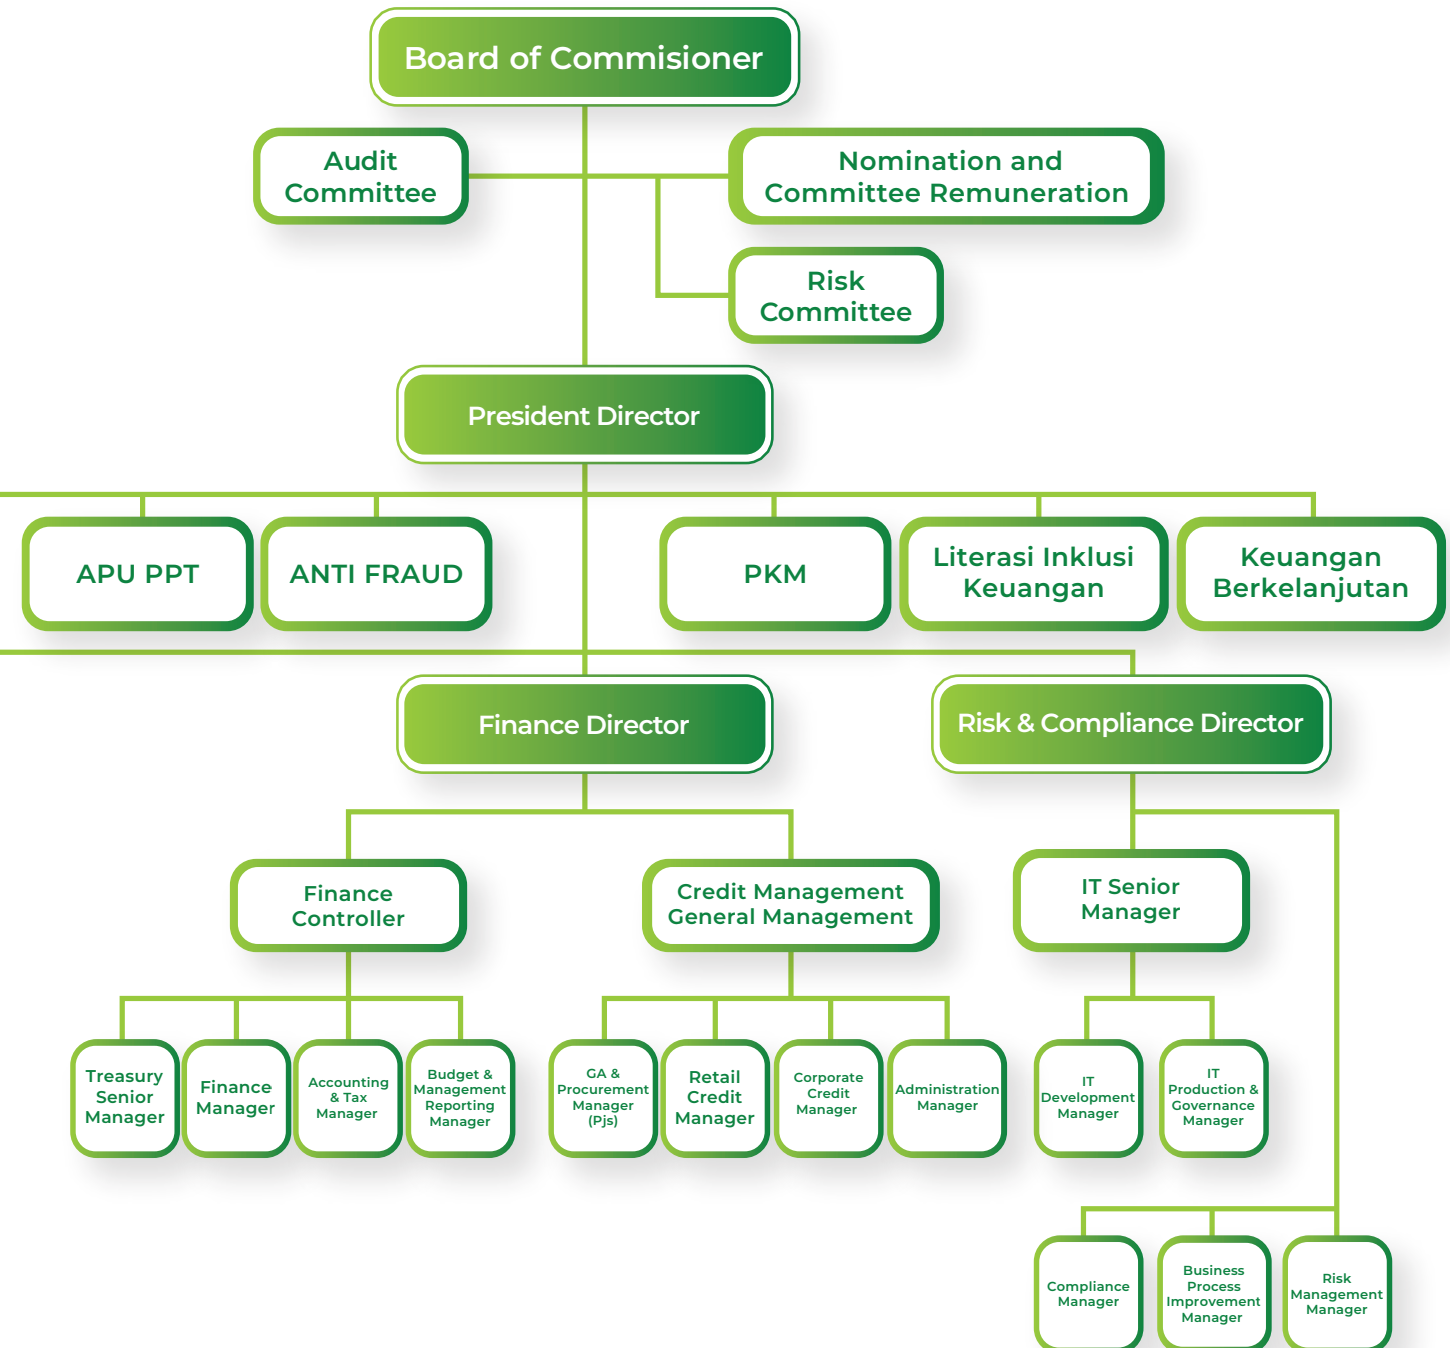 Board of Commisioner
Audit
Committee
Nomination and
Committee Remuneration
Risk
Committee
President Director
APU PPT
ANTI FRAUD
PKM
Literasi Inklusi
Keuangan
Keuangan
Berkelanjutan
Finance Director
Risk & Compliance Director
Finance
Controller
Credit Management
General Management
IT Senior
Manager
Treasury
Senior
Manager
Finance
Manager
Accounting
& Tax
Manager
Budget &
Management
Reporting
Manager
GA &
Procurement
Manager
(Pjs)
Retail
Credit
Manager
Corporate
Credit
Manager
Administration
Manager
IT
Development
Manager
IT
Production &
Governance
Manager
Compliance
Manager
Business
Process
Improvement
Manager
Risk
Management
Manager